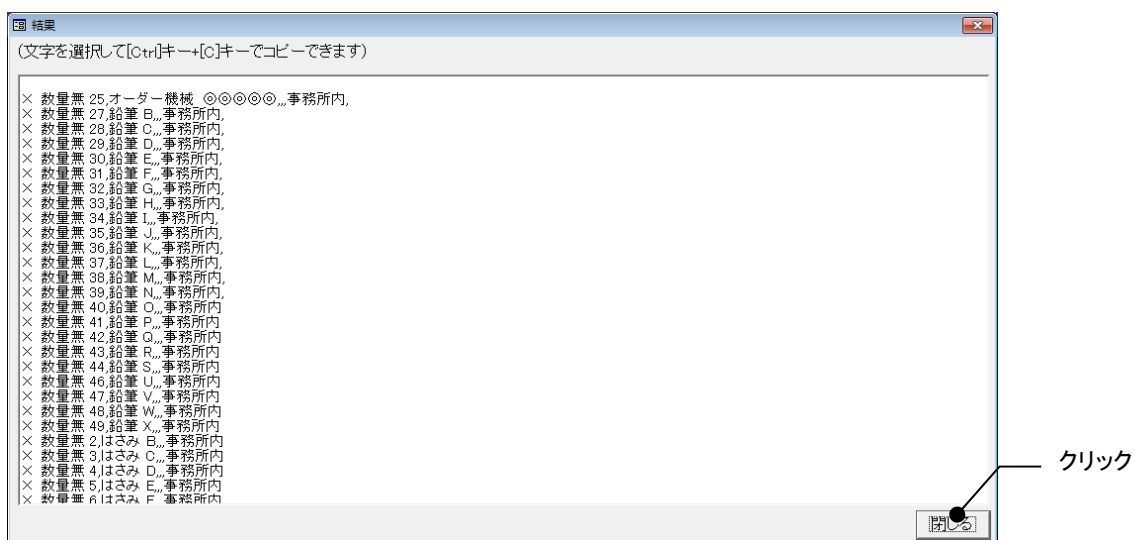 結果
(文字を選択して[Ctrl]キー+[C]キーでコピーできます)
× 数量無 25,オーダー機械 ◎◎◎◎◎,,,事務所内,
× 数量無 27,鉛筆 B,,,事務所内,
× 数量無 28,鉛筆 C,,,事務所内,
× 数量無 29,鉛筆 D,,,事務所内,
× 数量無 30,鉛筆 E,,,事務所内,
× 数量無 31,鉛筆 F,,,事務所内,
× 数量無 32,鉛筆 G,,,事務所内,
× 数量無 33,鉛筆 H,,,事務所内,
× 数量無 34,鉛筆 I,,,事務所内,
× 数量無 35,鉛筆 J,,,事務所内,
× 数量無 36,鉛筆 K,,,事務所内,
× 数量無 37,鉛筆 L,,,事務所内,
× 数量無 38,鉛筆 M,,,事務所内,
× 数量無 39,鉛筆 N,,,事務所内,
× 数量無 40,鉛筆 O,,,事務所内
× 数量無 41,鉛筆 P,,,事務所内
× 数量無 42,鉛筆 Q,,,事務所内
× 数量無 43,鉛筆 R,,,事務所内
× 数量無 44,鉛筆 S,,,事務所内
× 数量無 46,鉛筆 U,,,事務所内
× 数量無 47,鉛筆 V,,,事務所内
× 数量無 48,鉛筆 W,,,事務所内
× 数量無 49,鉛筆 X,,,事務所内
× 数量無 2,はさみ B,,,事務所内
× 数量無 3,はさみ C,,,事務所内
× 数量無 4,はさみ D,,,事務所内
× 数量無 5,はさみ E,,,事務所内
× 数量無 6,はさみ F,,,事務所内
クリック
閉じる